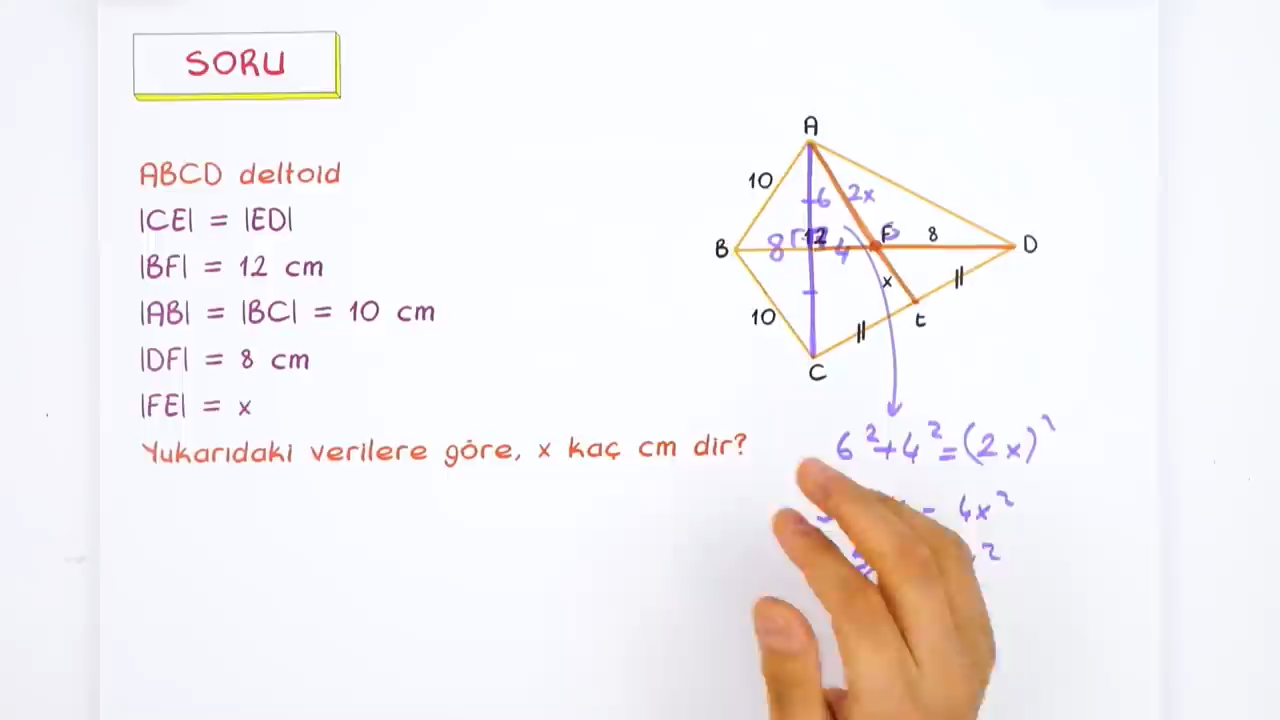 SORU
ABCD deltoid
|CE| = |ED|
|BF| = 12 cm
|AB| = |BC| = 10 cm
|DF| = 8 cm
|FE| = x
Yukarıdaki verilere göre, x kaç cm dir?
A
10
6
2x
B
8
12
4
F
8
D
x
10
E
C
6² + 4² = (2x)²
= 4x²